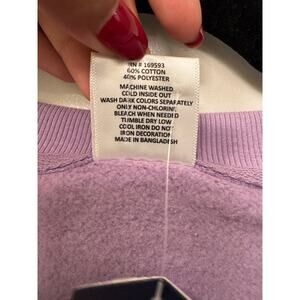 RN # 169593
60% COTTON
40% POLYESTER
MACHINE WASHED
COLD INSIDE OUT
WASH DARK COLORS SEPARATELY
ONLY NON-CHLORINE
BLEACH WHEN NEEDED
TUMBLE DRY LOW
COOL IRON DO NOT
IRON DECORATION
MADE IN BANGLADESH